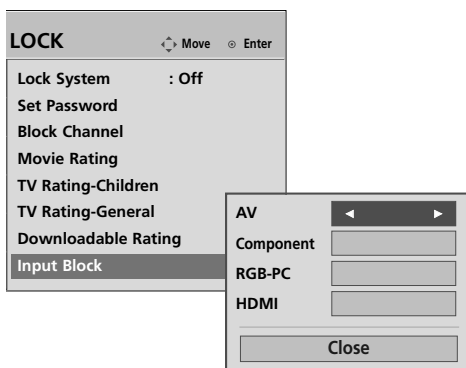 LOCK Move Enter
Lock System : Off
Set Password
Block Channel
Movie Rating
TV Rating-Children
TV Rating-General
Downloadable Rating
Input Block
AV
Component
RGB-PC
HDMI
Close